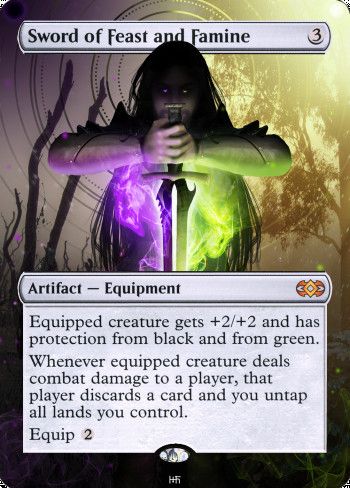 Sword of Feast and Famine 3
Artifact — Equipment
Equipped creature gets +2/+2 and has
protection from black and from green.
Whenever equipped creature deals
combat damage to a player, that
player discards a card and you untap
all lands you control.
Equip 2